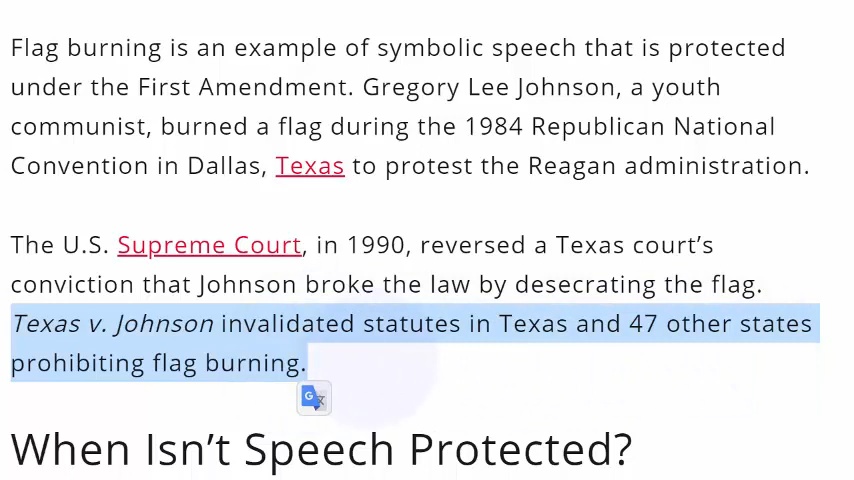 Flag burning is an example of symbolic speech that is protected
under the First Amendment. Gregory Lee Johnson, a youth
communist, burned a flag during the 1984 Republican National
Convention in Dallas, Texas to protest the Reagan administration.
The U.S. Supreme Court, in 1990, reversed a Texas court’s
conviction that Johnson broke the law by desecrating the flag.
Texas v. Johnson invalidated statutes in Texas and 47 other states
prohibiting flag burning.
When Isn’t Speech Protected?